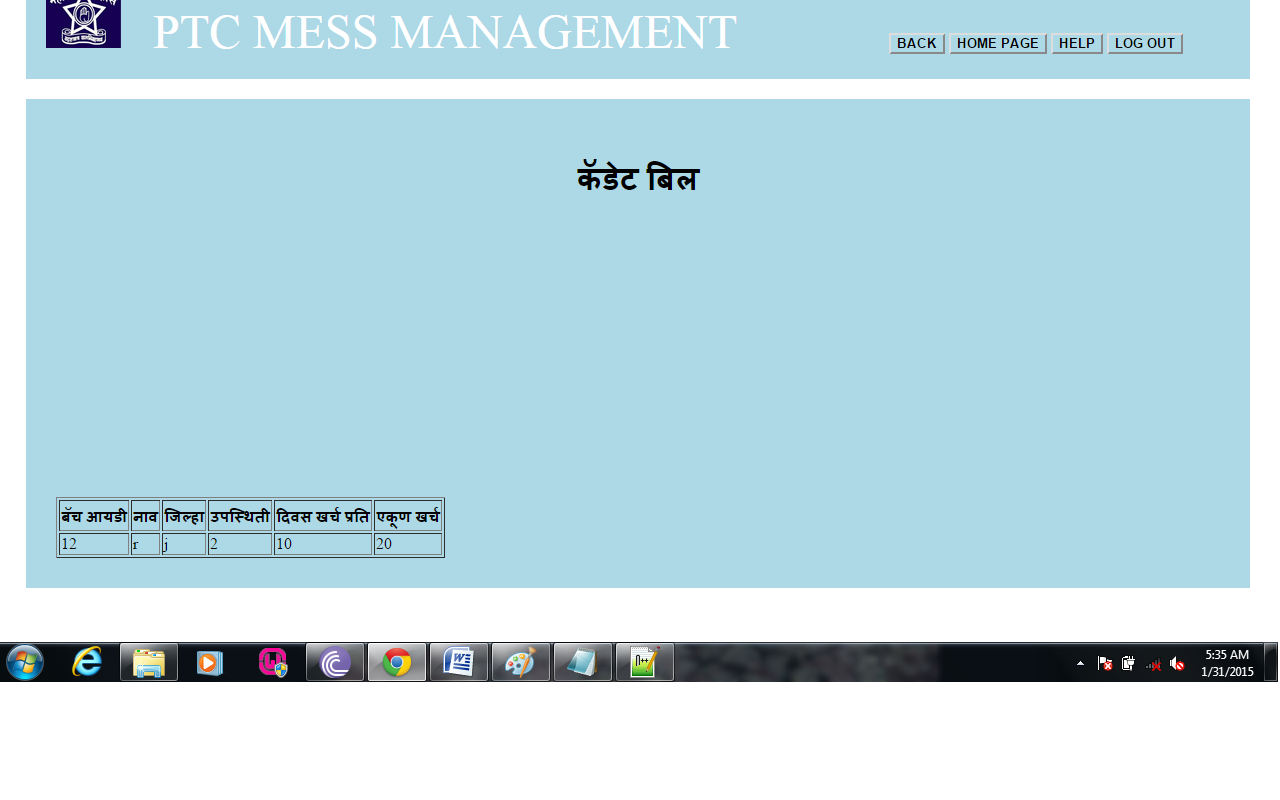 PTC MESS MANAGEMENT
BACK HOME PAGE HELP LOG OUT
कॅडेट बिल
बॅच आयडी नाव जिल्हा उपस्थिती दिवस खर्च प्रति एकूण खर्च
12 r j 2 10 20
5:35 AM
1/31/2015